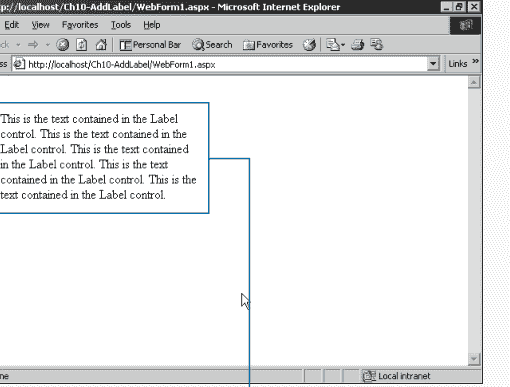 tp://localhost/Ch10-AddLabel/WebForm1.aspx - Microsoft Internet Explorer
Edit View Favorites Tools Help
ck Personal Bar Search Favorites
ss http://localhost/Ch10-AddLabel/WebForm1.aspx Links »
This is the text contained in the Label
control. This is the text contained in the
Label control. This is the text contained
in the Label control. This is the text
contained in the Label control. This is the
text contained in the Label control.
ne Local intranet